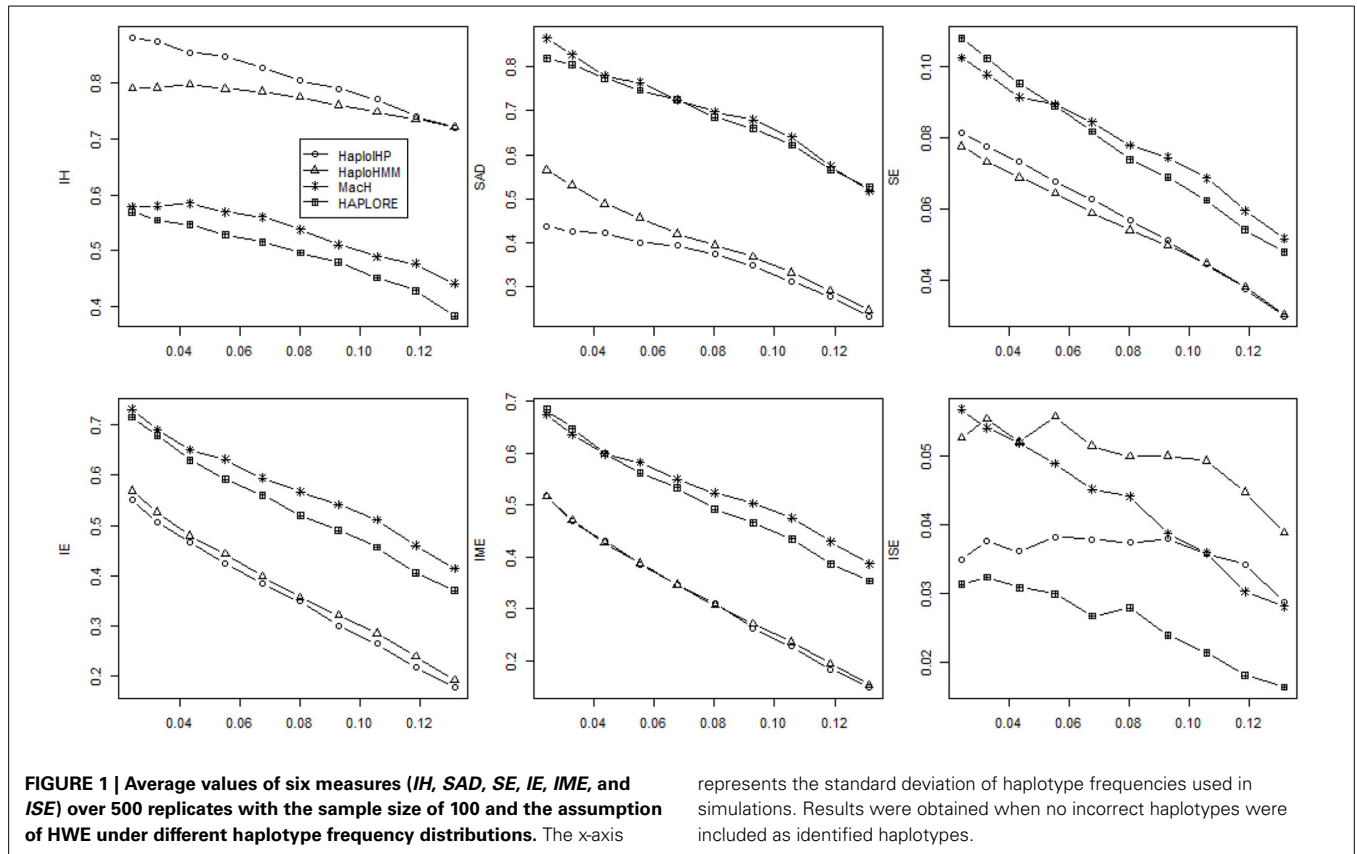 IH
0.8
0.7
0.6
0.5
0.4
HaploIHP
HaploHMM
MacH
HAPLORE
0.04 0.06 0.08 0.10 0.12
SAD
0.8
0.7
0.6
0.5
0.4
0.3
0.04 0.06 0.08 0.10 0.12
SE
0.10
0.08
0.06
0.04
0.04 0.06 0.08 0.10 0.12
IE
0.7
0.6
0.5
0.4
0.3
0.2
0.04 0.06 0.08 0.10 0.12
IME
0.7
0.6
0.5
0.4
0.3
0.2
0.04 0.06 0.08 0.10 0.12
ISE
0.05
0.04
0.03
0.02
0.04 0.06 0.08 0.10 0.12
FIGURE 1 | Average values of six measures (IH, SAD, SE, IE, IME, and
ISE) over 500 replicates with the sample size of 100 and the assumption
of HWE under different haplotype frequency distributions. The x-axis
represents the standard deviation of haplotype frequencies used in
simulations. Results were obtained when no incorrect haplotypes were
included as identified haplotypes.